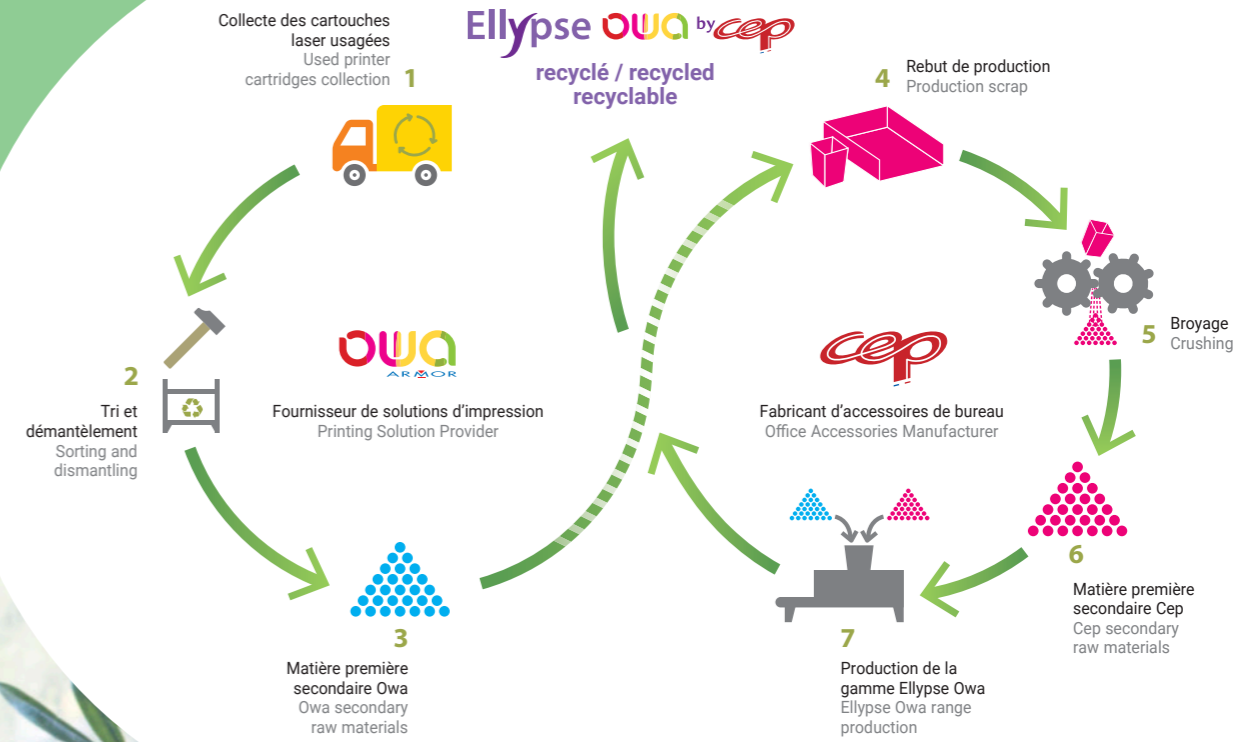 Collecte des cartouches
laser usagées
Used printer
cartridges collection
1
Ellypse owa by cep
recyclé / recycled
recyclable
4
Rebut de production
Production scrap
5
Broyage
Crushing
2
Tri et
démantèlement
Sorting and
dismantling
owa
ARMOR
Fournisseur de solutions d’impression
Printing Solution Provider
cep
Fabricant d’accessoires de bureau
Office Accessories Manufacturer
3
Matière première
secondaire Owa
Owa secondary
raw materials
7
Production de la
gamme Ellypse Owa
Ellypse Owa range
production
6
Matière première
secondaire Cep
Cep secondary
raw materials